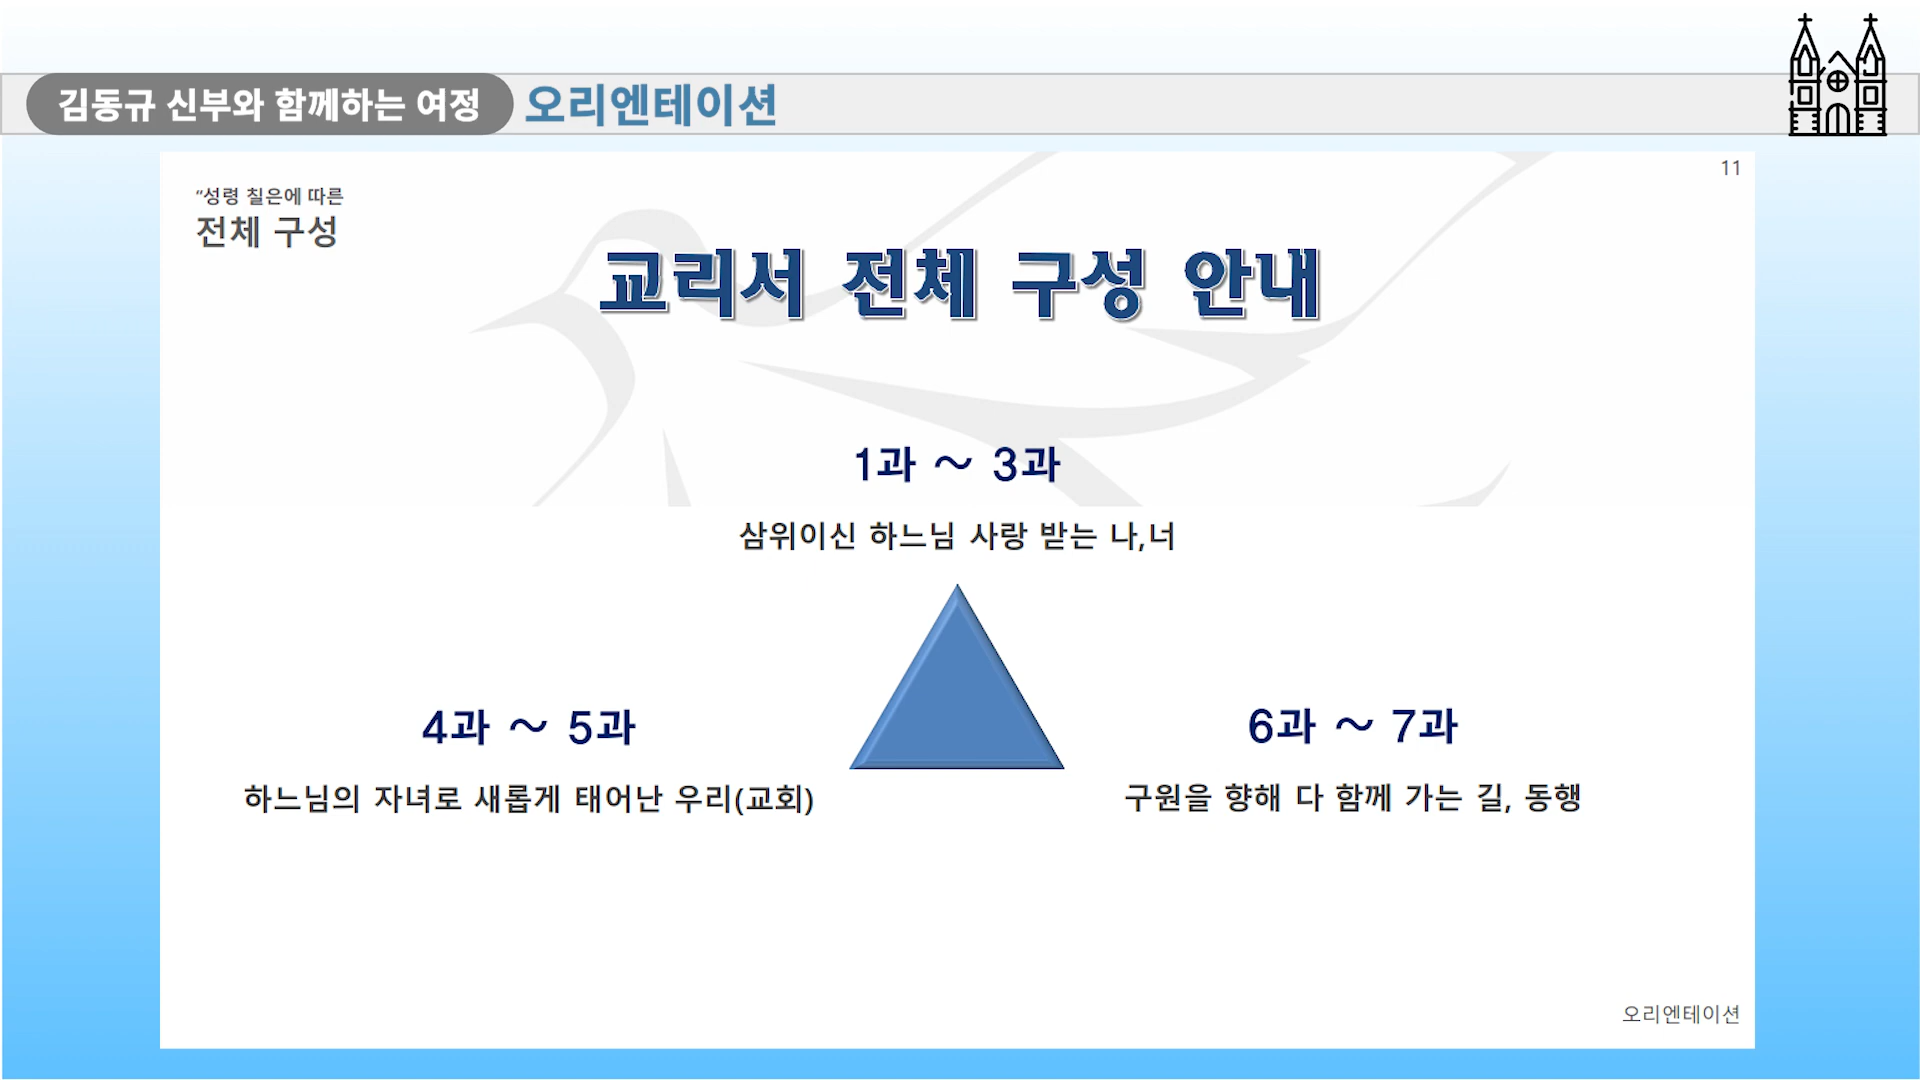 김동규 신부와 함께하는 여정 오리엔테이션
11
“성령 칠은에 따른
전체 구성
교리서 전체 구성 안내
1과 ~ 3과
삼위이신 하느님 사랑 받는 나,너
4과 ~ 5과
하느님의 자녀로 새롭게 태어난 우리(교회)
6과 ~ 7과
구원을 향해 다 함께 가는 길, 동행
오리엔테이션